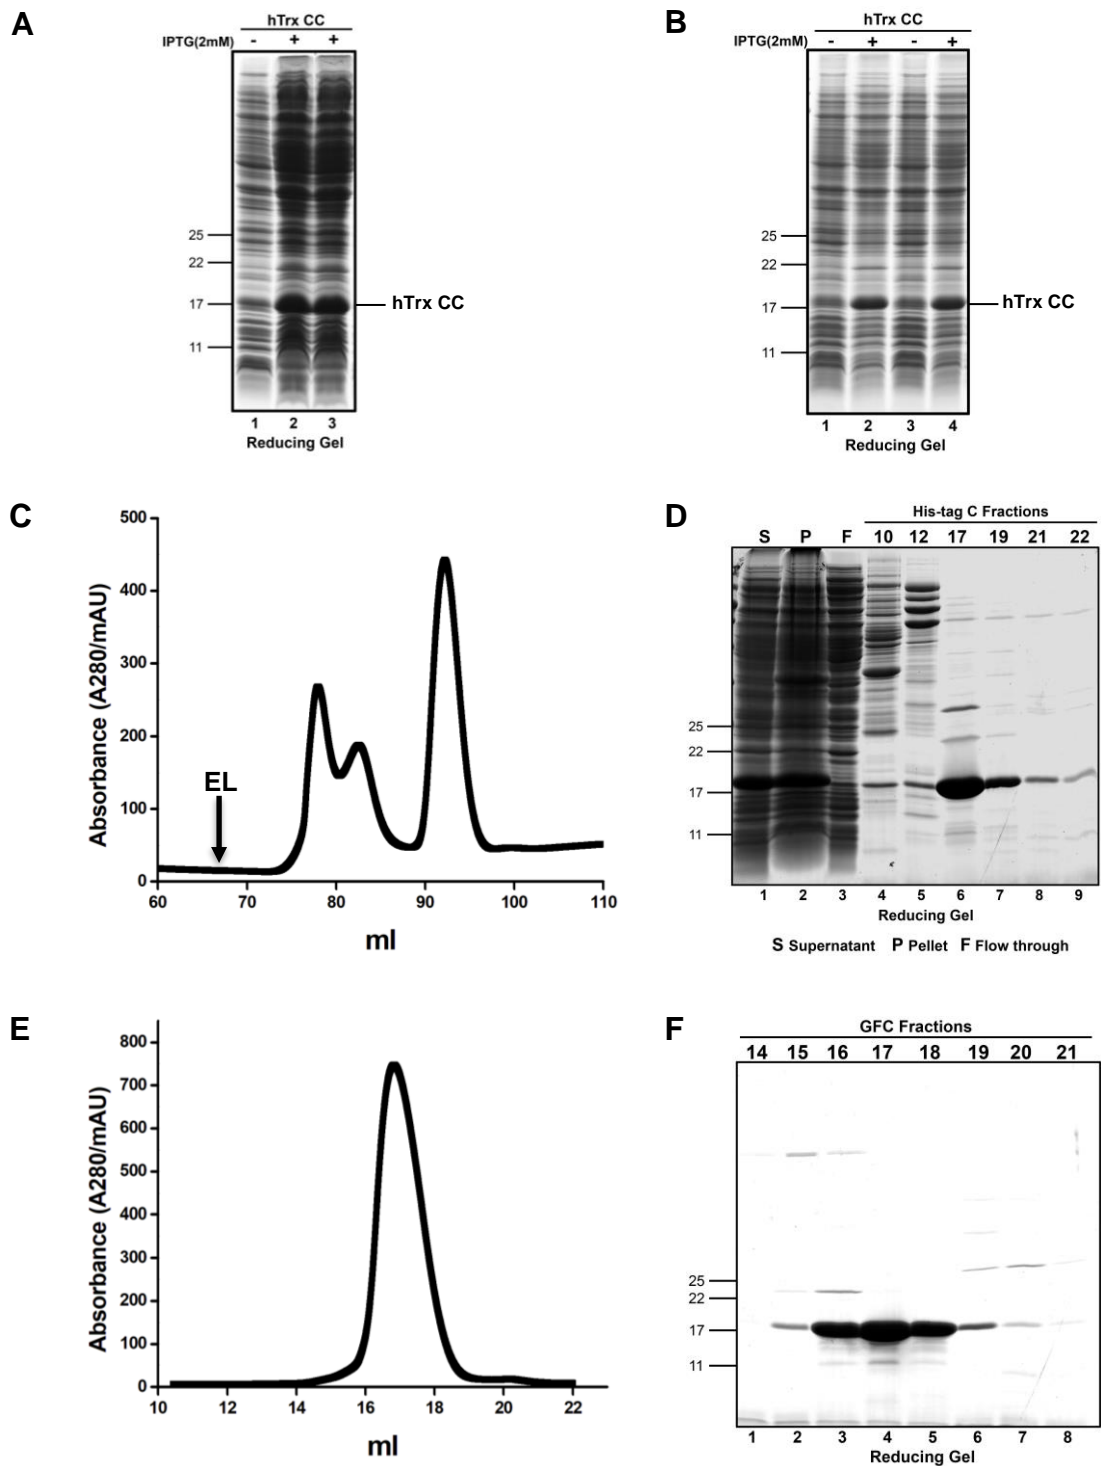 A
hTrx CC
IPTG(2mM) - + +
25
22
17
11
hTrx CC
1 2 3
Reducing Gel
B
hTrx CC
IPTG(2mM) - + - +
25
22
17
11
hTrx CC
1 2 3 4
Reducing Gel
C
Absorbance (A280/mAU)
500
400
300
200
100
0
EL
60 70 80 90 100 110
ml
D
His-tag C Fractions
S P F 10 12 17 19 21 22
25
22
17
11
1 2 3 4 5 6 7 8 9
Reducing Gel
S Supernatant P Pellet F Flow through
E
Absorbance (A280/mAU)
800
700
600
500
400
300
200
100
0
10 12 14 16 18 20 22
ml
F
GFC Fractions
14 15 16 17 18 19 20 21
25
22
17
11
1 2 3 4 5 6 7 8
Reducing Gel